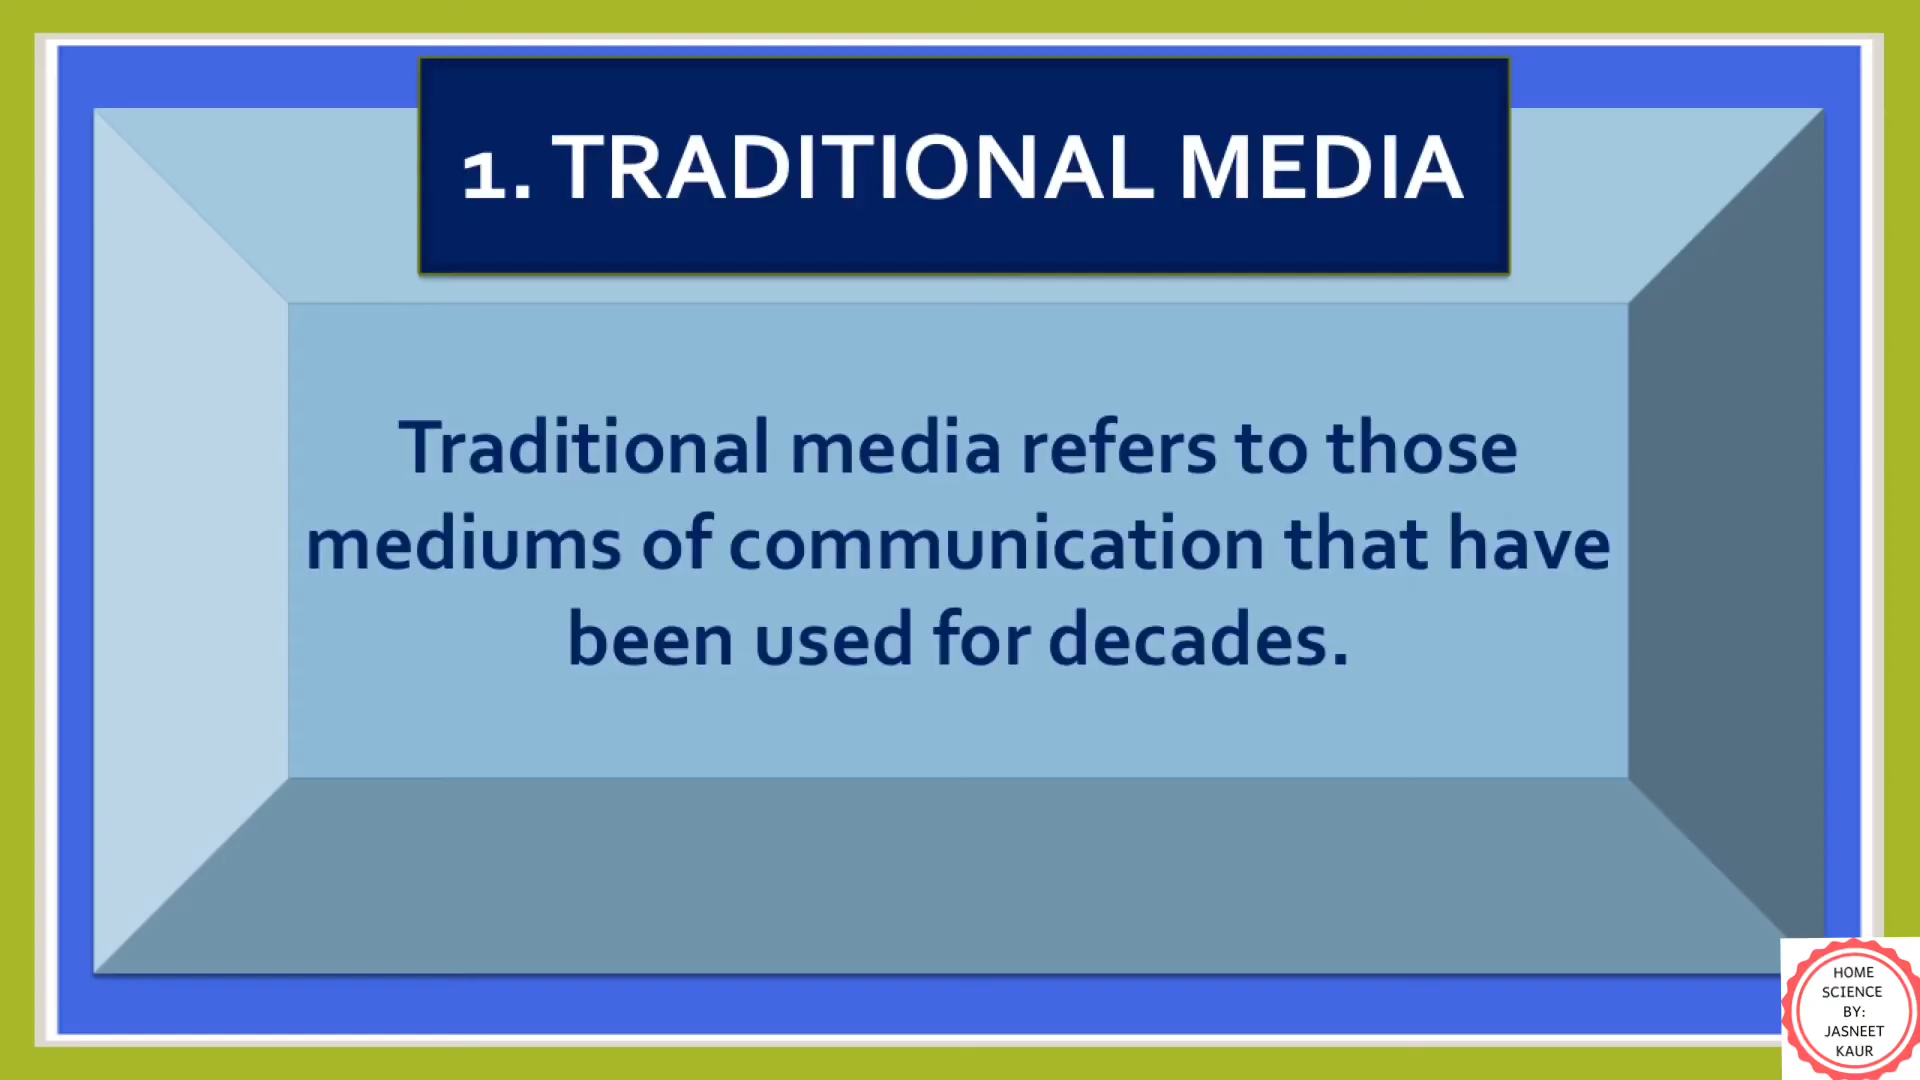 1. TRADITIONAL MEDIA
Traditional media refers to those
mediums of communication that have
been used for decades.
HOME
SCIENCE
BY:
JASNEET
KAUR